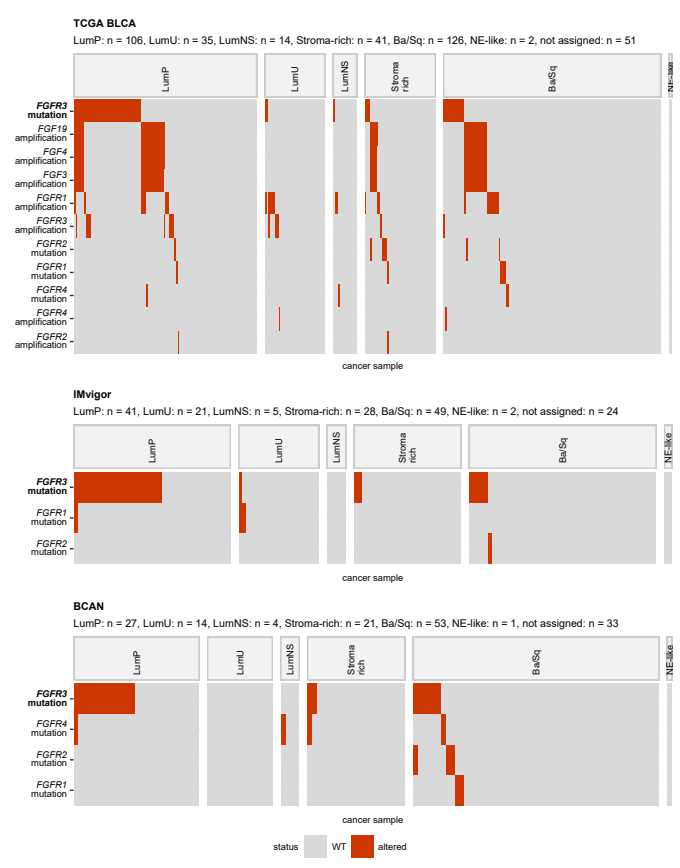 TCGA BLCA
LumP: n = 106, LumU: n = 35, LumNS: n = 14, Stroma-rich: n = 41, Ba/Sq: n = 126, NE-like: n = 2, not assigned: n = 51
LumP
LumU
LumNS
Stroma
rich
Ba/Sq
NE-like
FGFR3
mutation
FGF19
amplification
FGF4
amplification
FGF3
amplification
FGFR1
amplification
FGFR3
amplification
FGFR2
mutation
FGFR1
mutation
FGFR4
mutation
FGFR4
amplification
FGFR2
amplification
cancer sample
IMvigor
LumP: n = 41, LumU: n = 21, LumNS: n = 5, Stroma-rich: n = 28, Ba/Sq: n = 49, NE-like: n = 2, not assigned: n = 24
LumP
LumU
LumNS
Stroma
rich
Ba/Sq
NE-like
FGFR3
mutation
FGFR1
mutation
FGFR2
mutation
cancer sample
BCAN
LumP: n = 27, LumU: n = 14, LumNS: n = 4, Stroma-rich: n = 21, Ba/Sq: n = 53, NE-like: n = 1, not assigned: n = 33
LumP
LumU
LumNS
Stroma
rich
Ba/Sq
NE-like
FGFR3
mutation
FGFR4
mutation
FGFR2
mutation
FGFR1
mutation
cancer sample
status WT altered